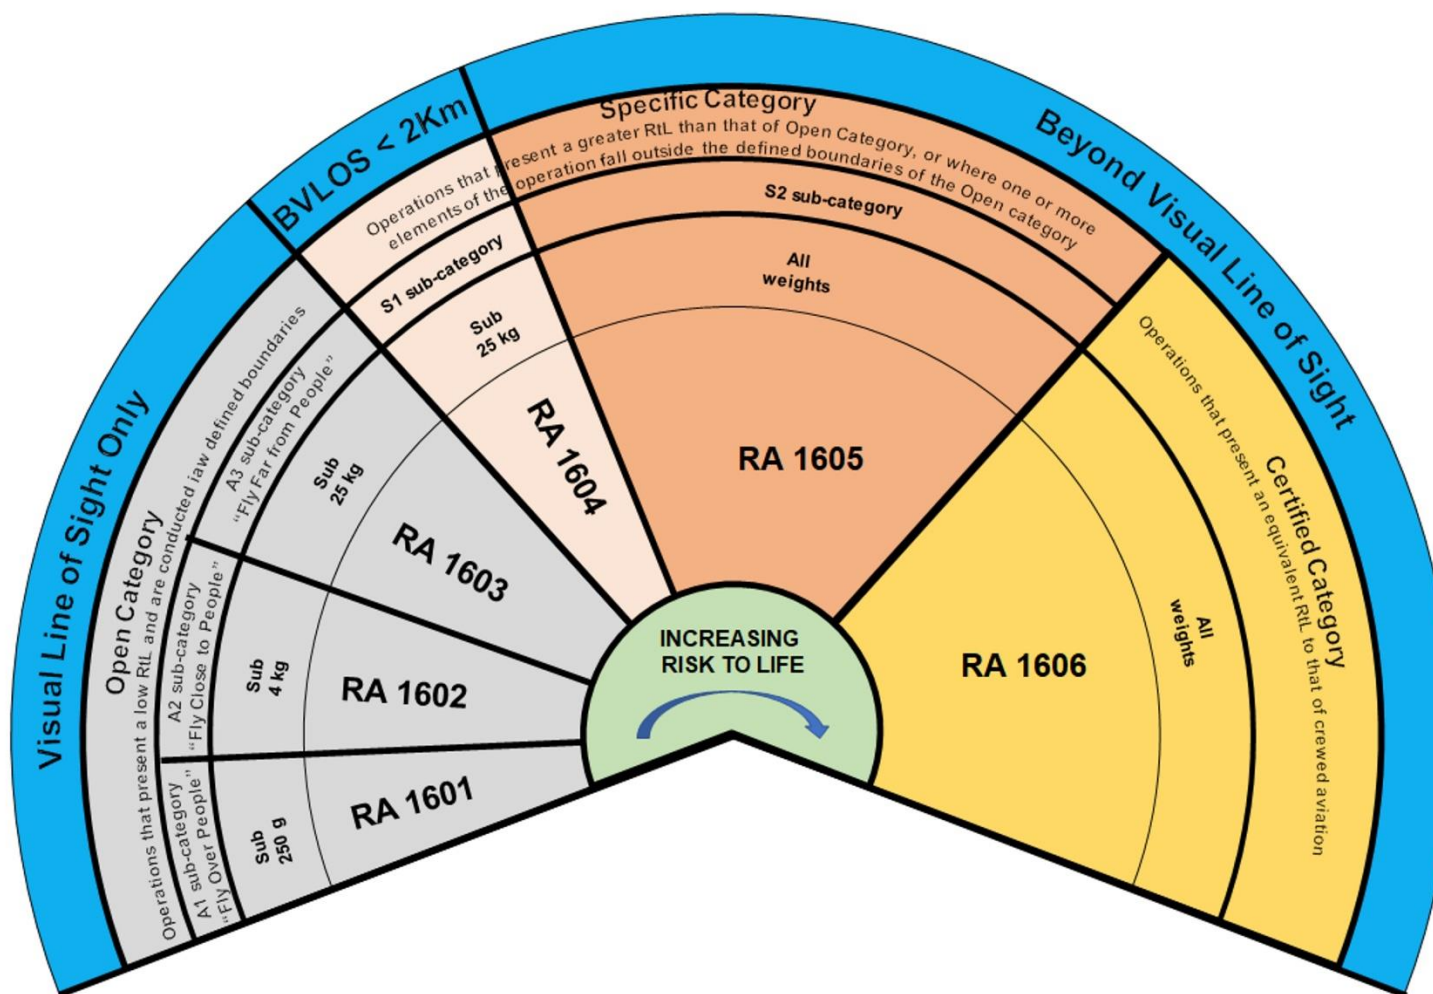 Visual Line of Sight Only
BVLOS < 2Km
Beyond Visual Line of Sight
Open Category
Operations that present a low RtL and are conducted iaw defined boundaries
A1 sub-category
"Fly Over People"
Sub
250 g
RA 1601
A2 sub-category
"Fly Close to People"
Sub
4 kg
RA 1602
A3 sub-category
"Fly Far from People"
Sub
25 kg
RA 1603
Specific Category
Operations that present a greater RtL than that of Open Category, or where one or more
elements of the operation fall outside the defined boundaries of the Open category
S1 sub-category
Sub
25 kg
RA 1604
S2 sub-category
All
weights
RA 1605
Certified Category
Operations that present an equivalent RtL to that of crewed aviation
All
weights
RA 1606
INCREASING
RISK TO LIFE